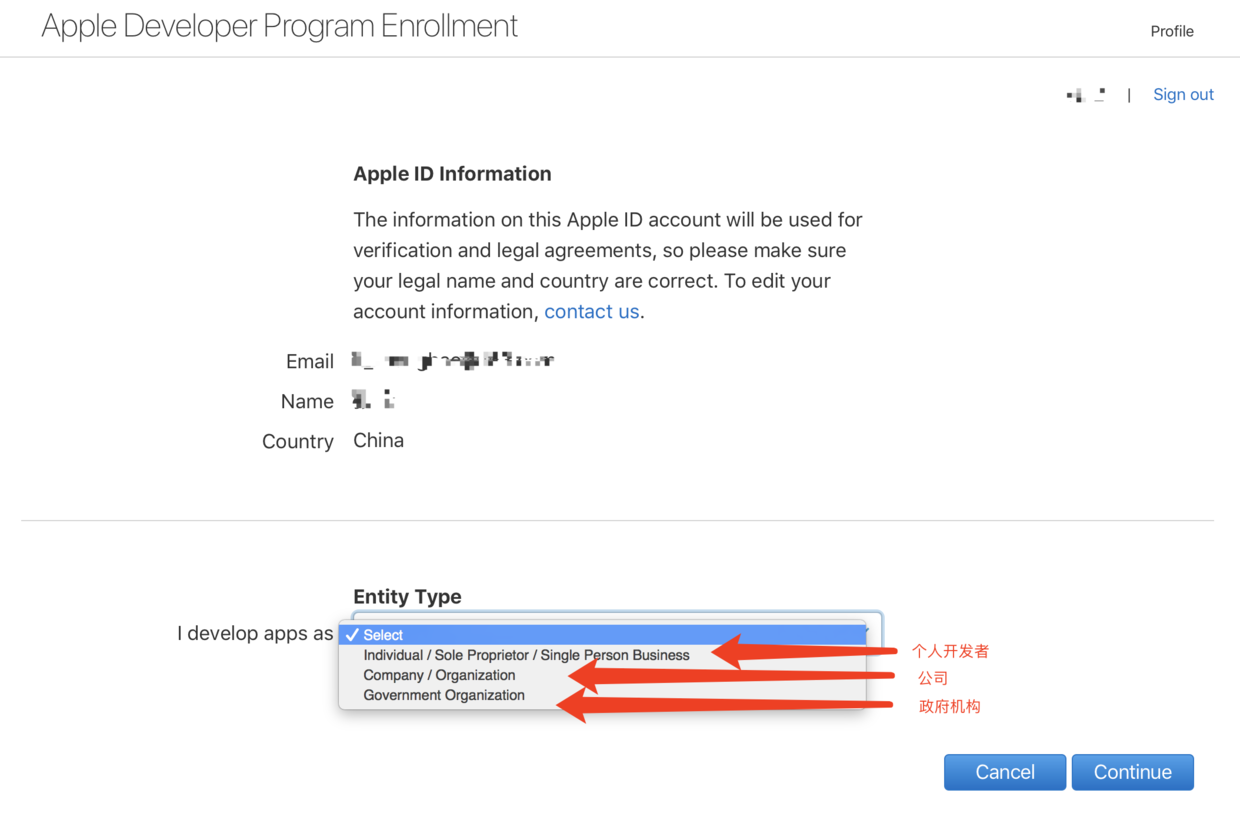 Apple Developer Program Enrollment
Profile
| Sign out
Apple ID Information
The information on this Apple ID account will be used for
verification and legal agreements, so please make sure
your legal name and country are correct. To edit your
account information, contact us.
Email
Name
Country China
Entity Type
I develop apps as
✓ Select
Individual / Sole Proprietor / Single Person Business
个人开发者
Company / Organization
公司
Government Organization
政府机构
Cancel
Continue